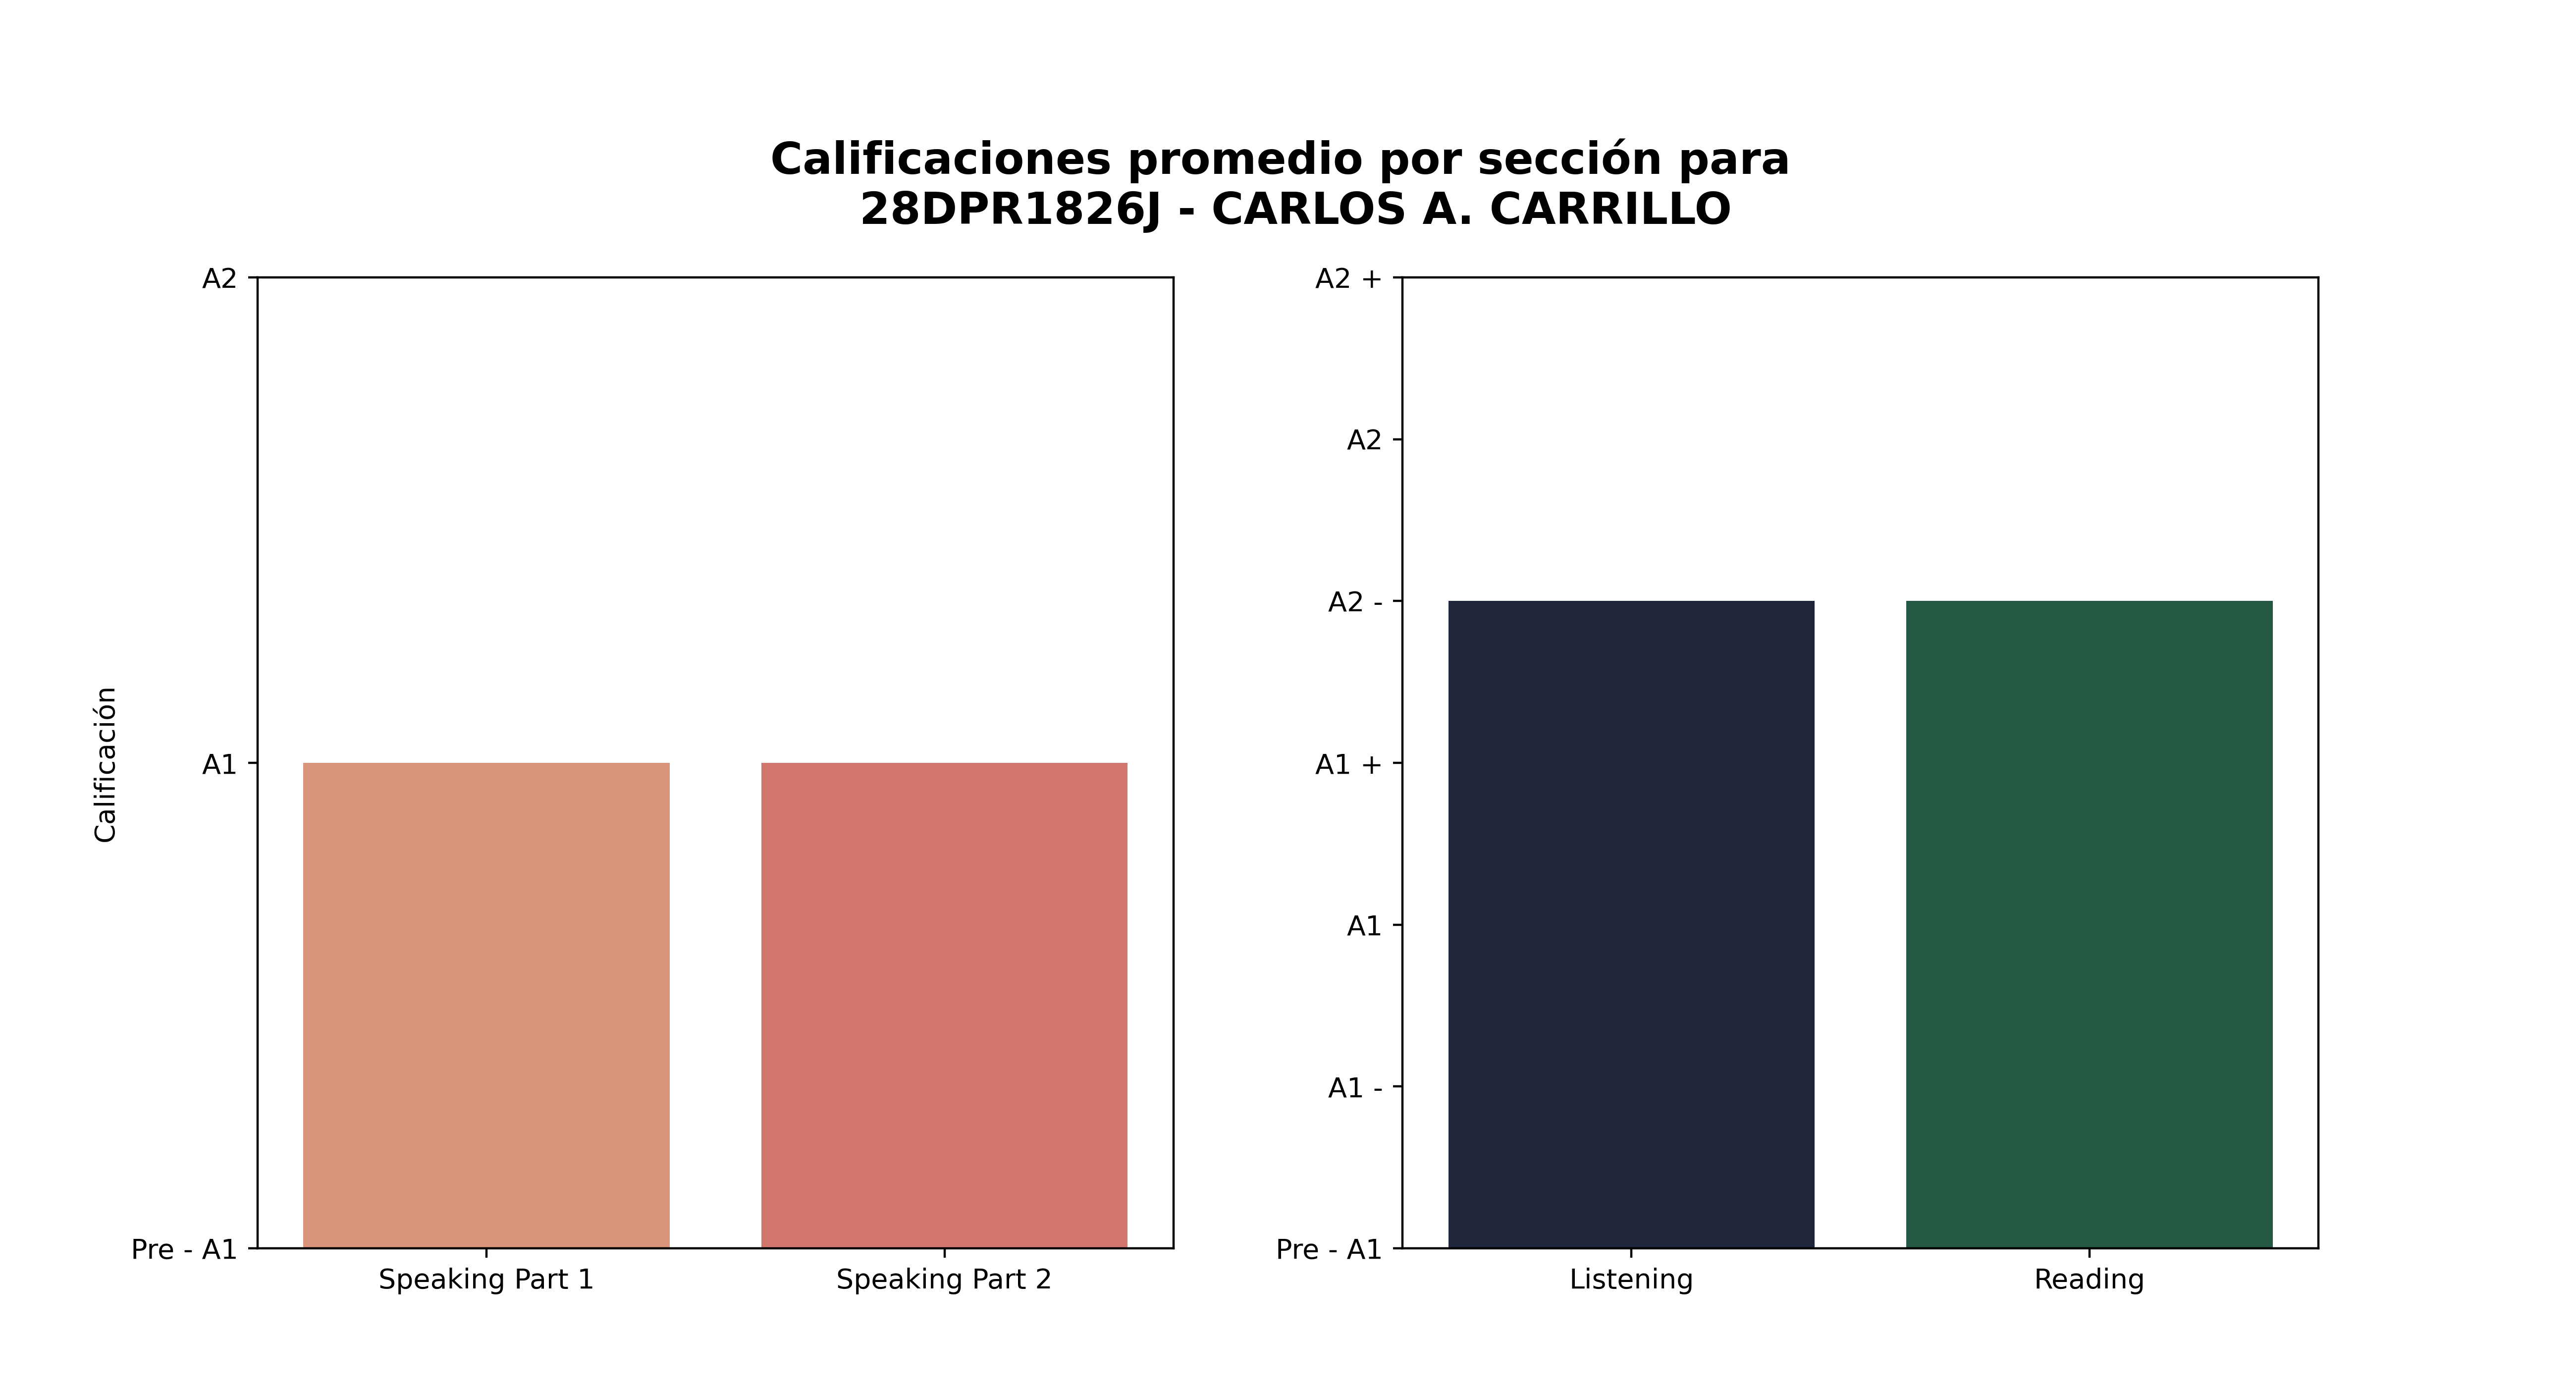 Calificaciones promedio por sección para
28DPR1826J - CARLOS A. CARRILLO
Calificación
A2
A1
Pre - A1
Speaking Part 1
Speaking Part 2
A2 +
A2
A2 -
A1 +
A1
A1 -
Pre - A1
Listening
Reading